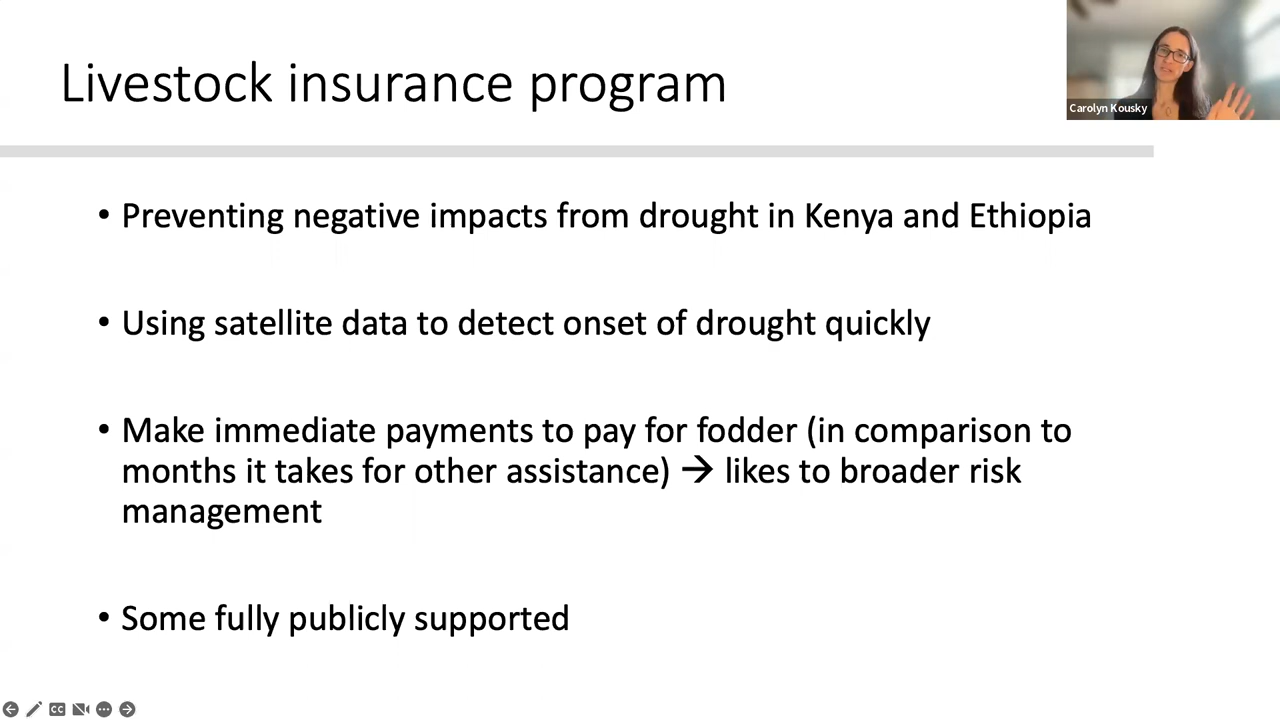 Livestock insurance program
Carolyn Kousky
• Preventing negative impacts from drought in Kenya and Ethiopia
• Using satellite data to detect onset of drought quickly
• Make immediate payments to pay for fodder (in comparison to
months it takes for other assistance) → likes to broader risk
management
• Some fully publicly supported
CC